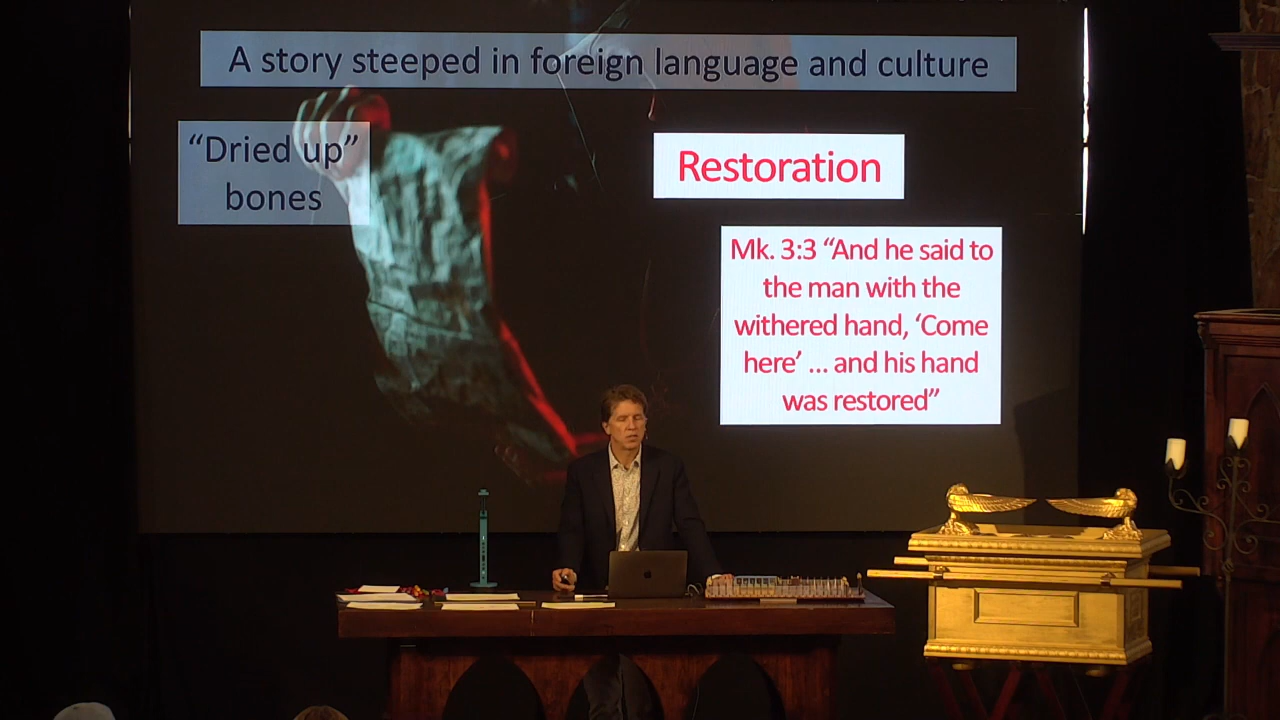 A story steeped in foreign language and culture
“Dried up”
bones
Restoration
Mk. 3:3 “And he said to
the man with the
withered hand, ‘Come
here’ ... and his hand
was restored”